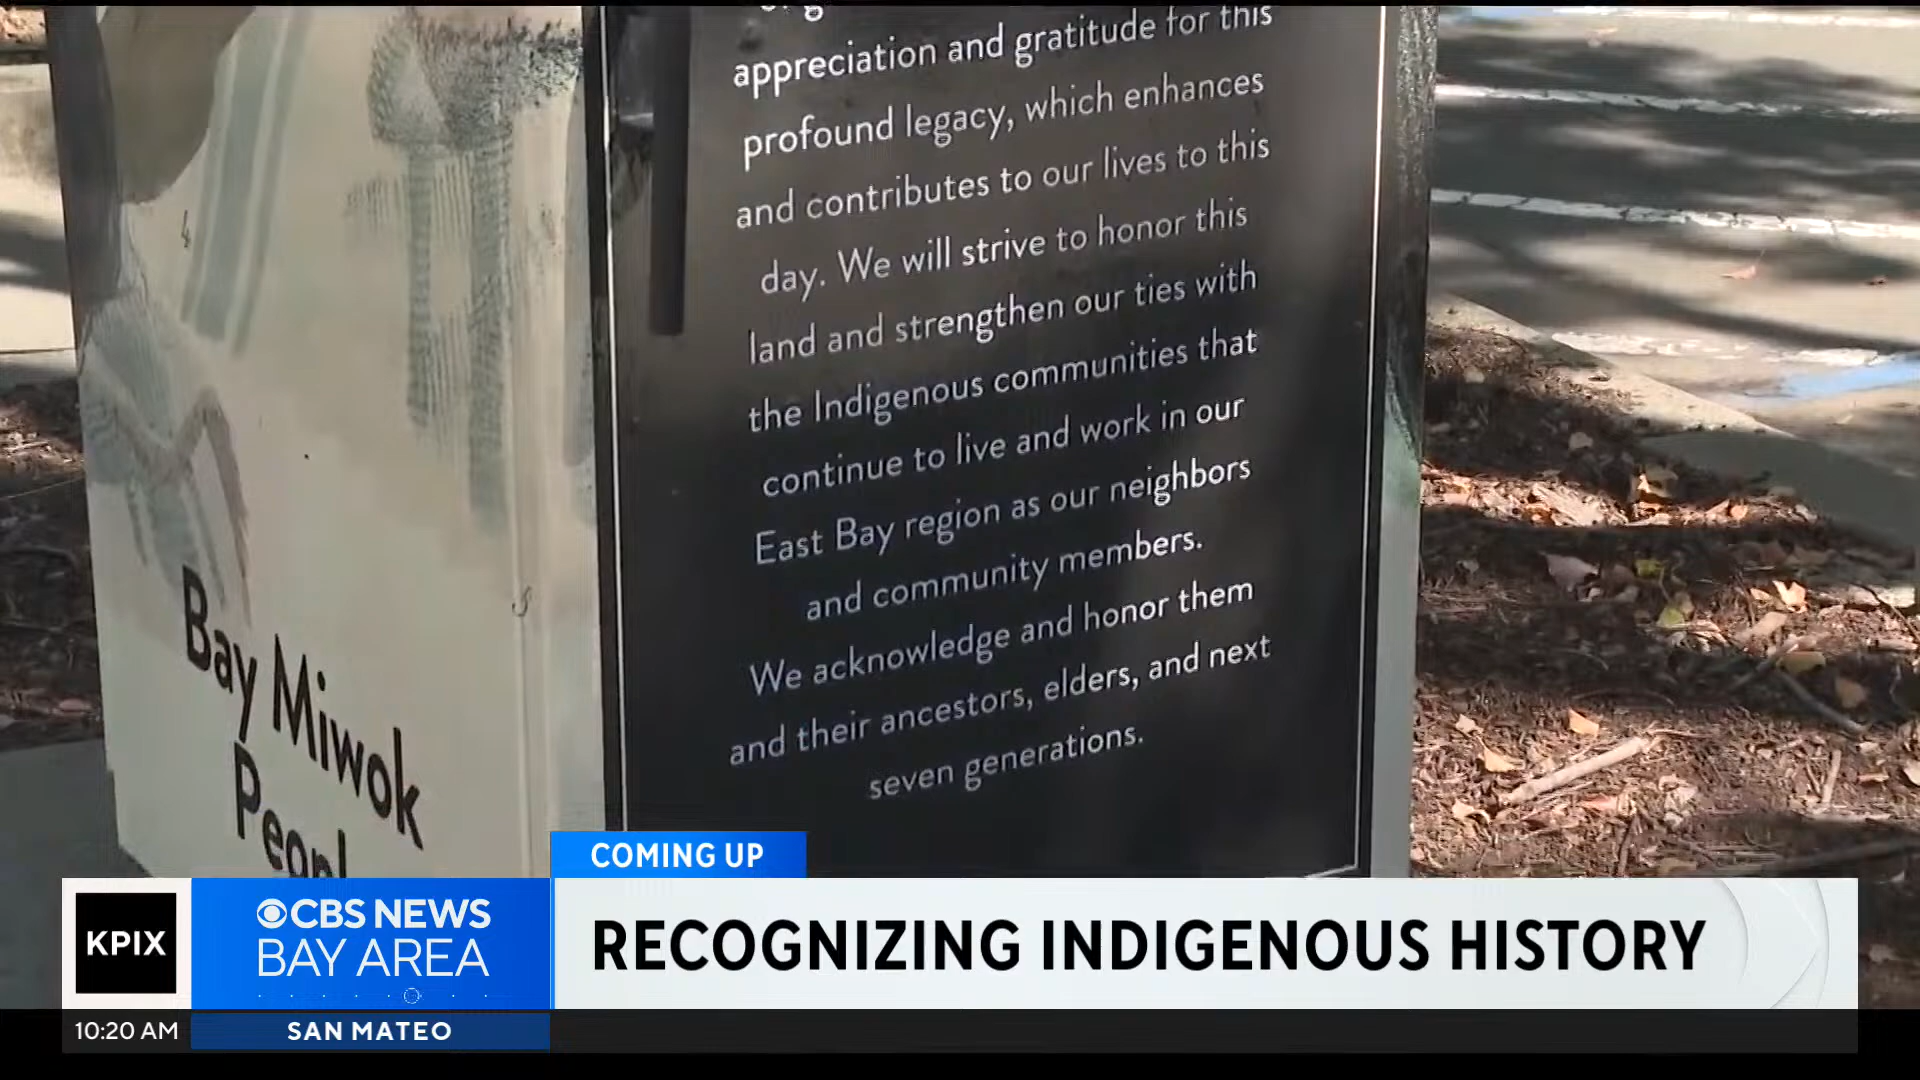 appreciation and gratitude for this
profound legacy, which enhances
and contributes to our lives to this
day. We will strive to honor this
land and strengthen our ties with
the Indigenous communities that
continue to live and work in our
East Bay region as our neighbors
and community members.
We acknowledge and honor them
and their ancestors, elders, and next
seven generations.
Bay Miwok
COMING UP
KPIX
CBS NEWS
BAY AREA
RECOGNIZING INDIGENOUS HISTORY
10:20 AM
SAN MATEO